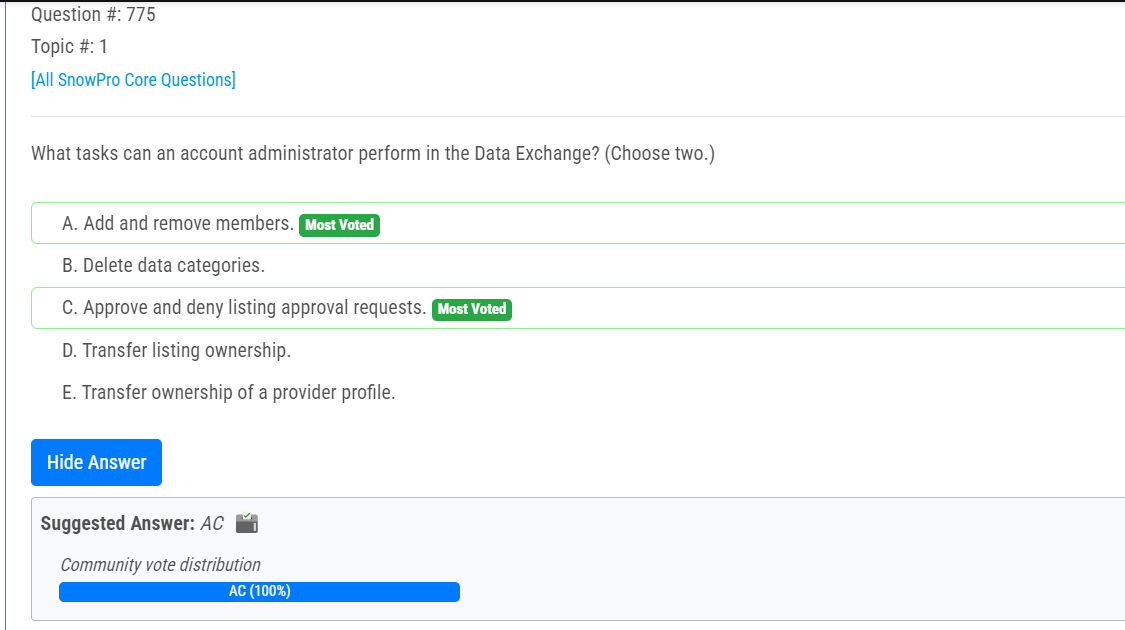 Question #: 775
Topic #: 1
[All SnowPro Core Questions]
What tasks can an account administrator perform in the Data Exchange? (Choose two.)
A. Add and remove members. Most Voted
B. Delete data categories.
C. Approve and deny listing approval requests. Most Voted
D. Transfer listing ownership.
E. Transfer ownership of a provider profile.
Hide Answer
Suggested Answer: AC
Community vote distribution
AC (100%)